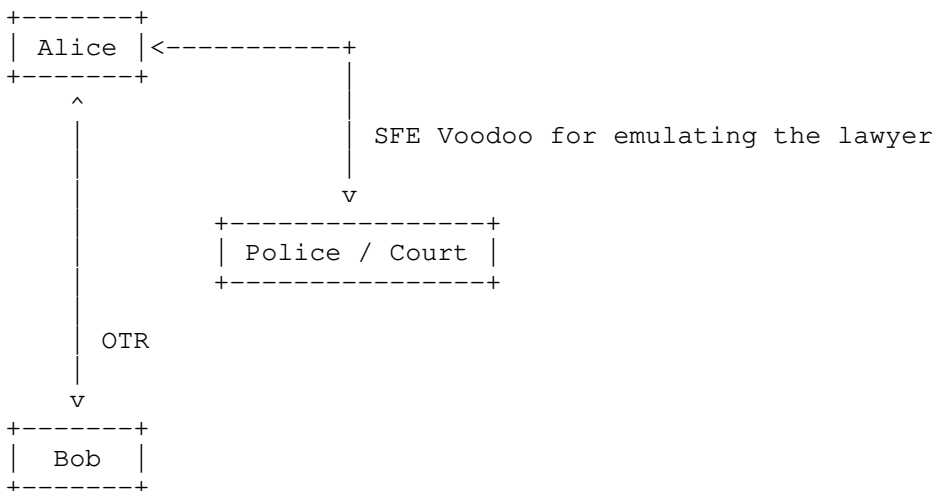 Alice
SFE Voodoo for emulating the lawyer
Police / Court
OTR
Bob